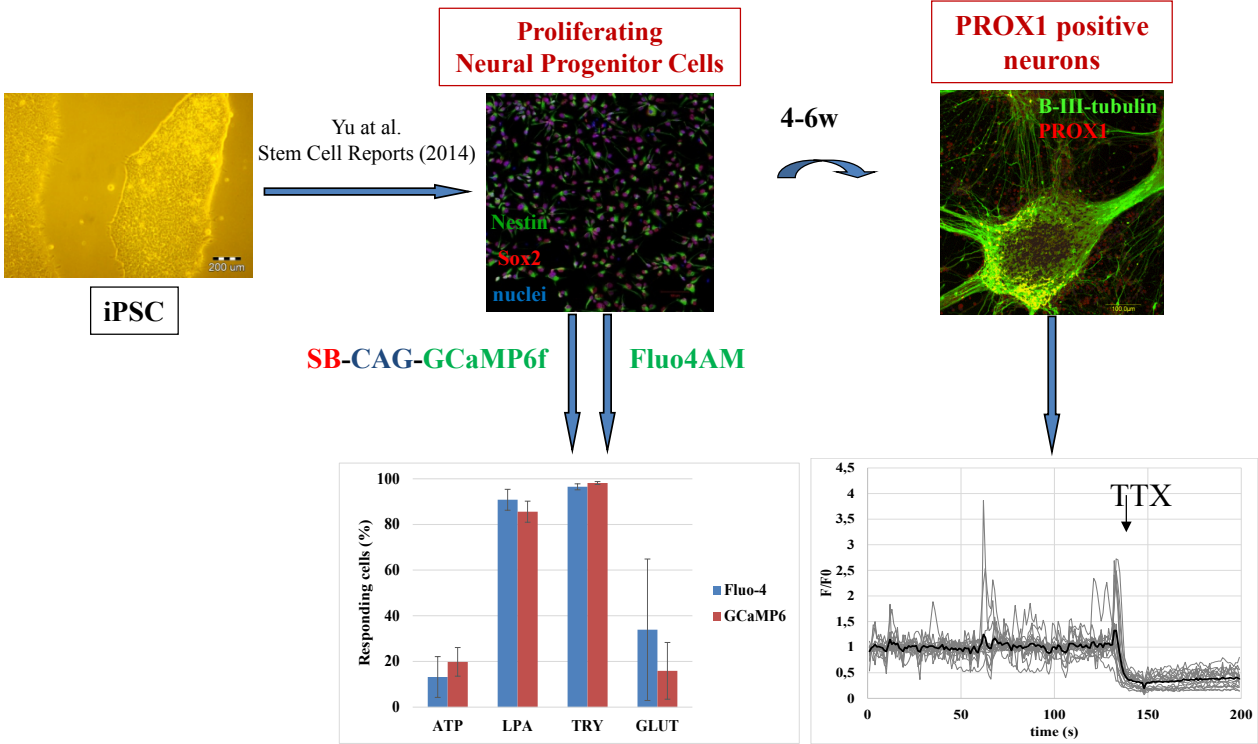 Proliferating
Neural Progenitor Cells
PROX1 positive
neurons
Yu at al.
Stem Cell Reports (2014)
4-6w
B-III-tubulin
PROX1
Nestin
Sox2
nuclei
200 um
100.0µm
iPSC
SB-CAG-GCaMP6f
Fluo4AM
100
80
60
40
20
0
Responding cells (%)
ATP LPA TRY GLUT
Fluo-4
GCaMP6
4,5
4
3,5
3
2,5
2
1,5
1
0,5
0
F/F0
TTX
0 50 100 150 200
time (s)